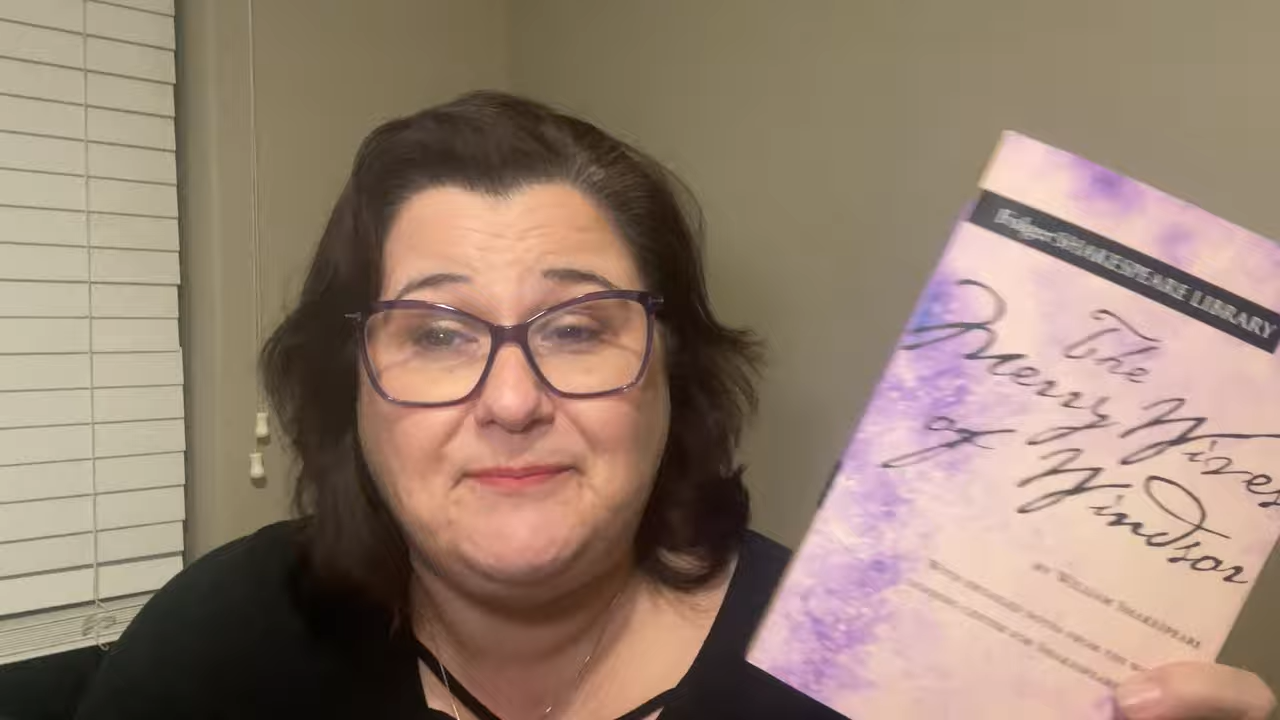 Folger SHAKESPEARE LIBRARY
The
Merry Wives
of Windsor
BY WILLIAM SHAKESPEARE